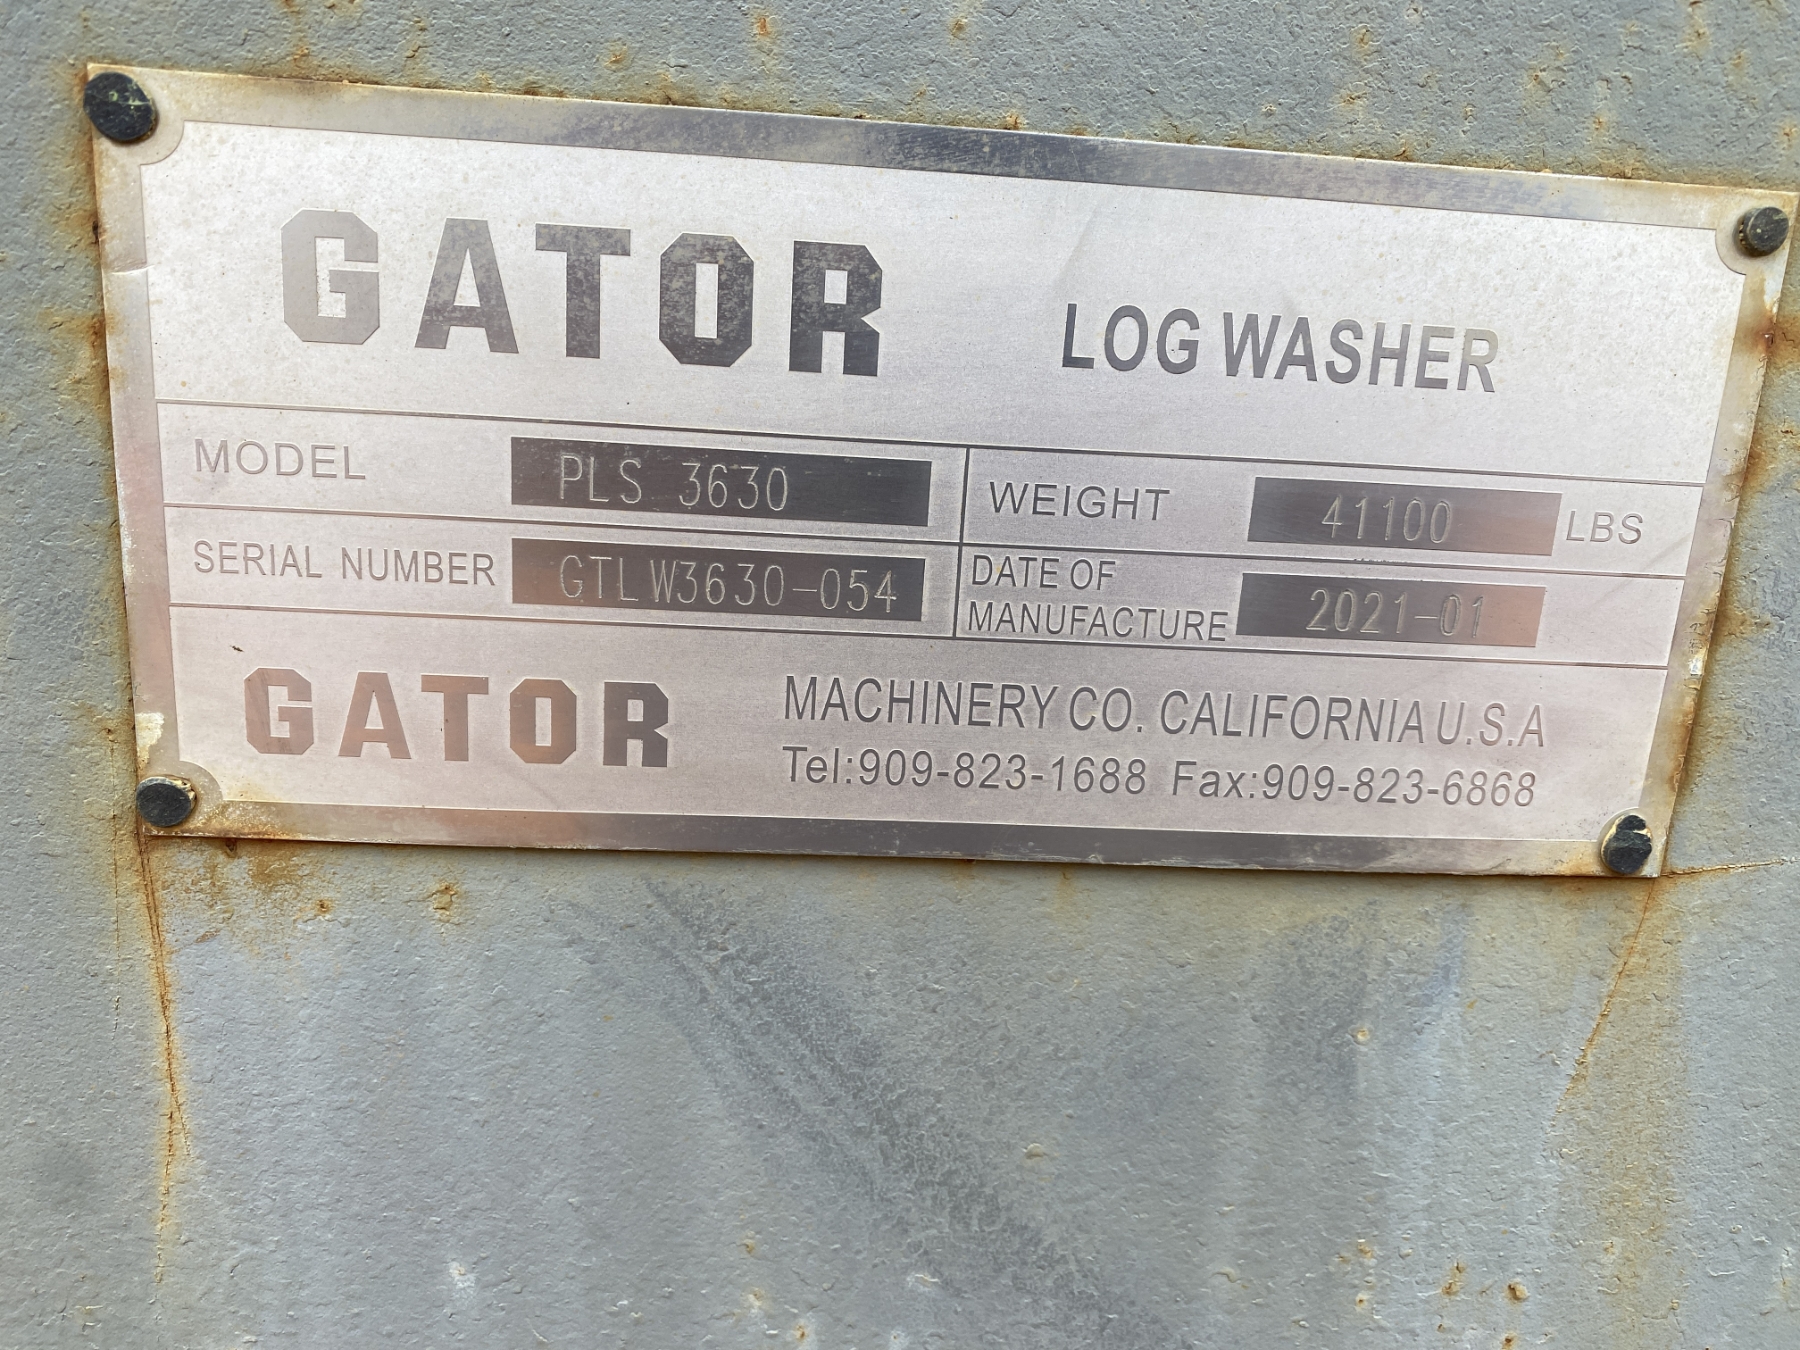 GATOR LOG WASHER
MODEL PLS 3630 WEIGHT 41100 LBS
SERIAL NUMBER GTLW3630-054 DATE OF MANUFACTURE 2021-01
GATOR MACHINERY CO. CALIFORNIA U.S.A
Tel:909-823-1688 Fax:909-823-6868